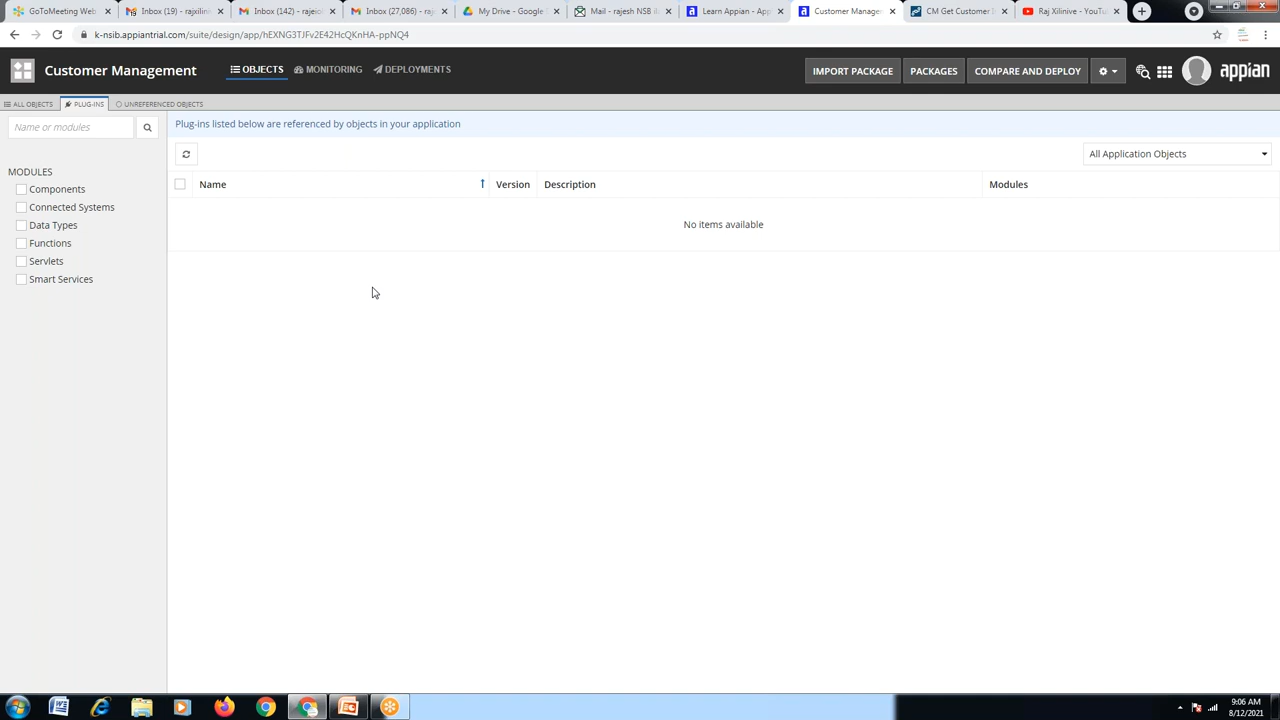 GoToMeeting Web
Inbox (19) - rajxilini
Inbox (142) - rajeio
Inbox (27,086) - raj
My Drive - Google
Mail - rajesh NSB
Learn Appian - App
Customer Manage
CM Get Customer
Raj Xilinive - YouTu
k-nsib.appiantrial.com/suite/design/app/hEXNG3TJFv2E42HcQKnHA-ppNQ4
Customer Management
OBJECTS
MONITORING
DEPLOYMENTS
IMPORT PACKAGE
PACKAGES
COMPARE AND DEPLOY
appian
ALL OBJECTS
PLUG-INS
UNREFERENCED OBJECTS
Name or modules
Plug-ins listed below are referenced by objects in your application
All Application Objects
MODULES
Components
Connected Systems
Data Types
Functions
Servlets
Smart Services
Name
Version
Description
Modules
No items available
9:06 AM
8/12/2021